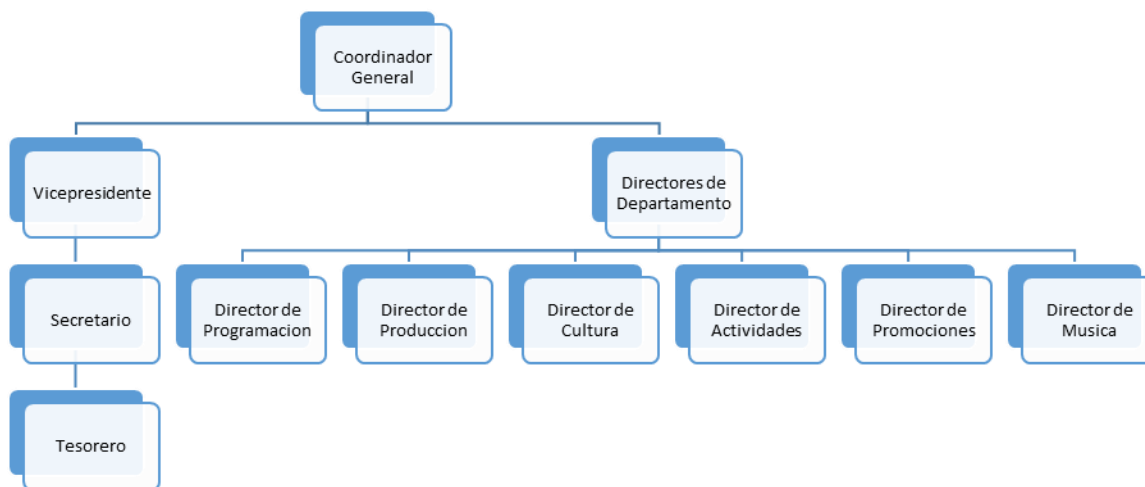 Coordinador
General
Vicepresidente
Directores de
Departamento
Secretario
Director de
Programacion
Director de
Produccion
Director de
Cultura
Director de
Actividades
Director de
Promociones
Director de
Musica
Tesorero